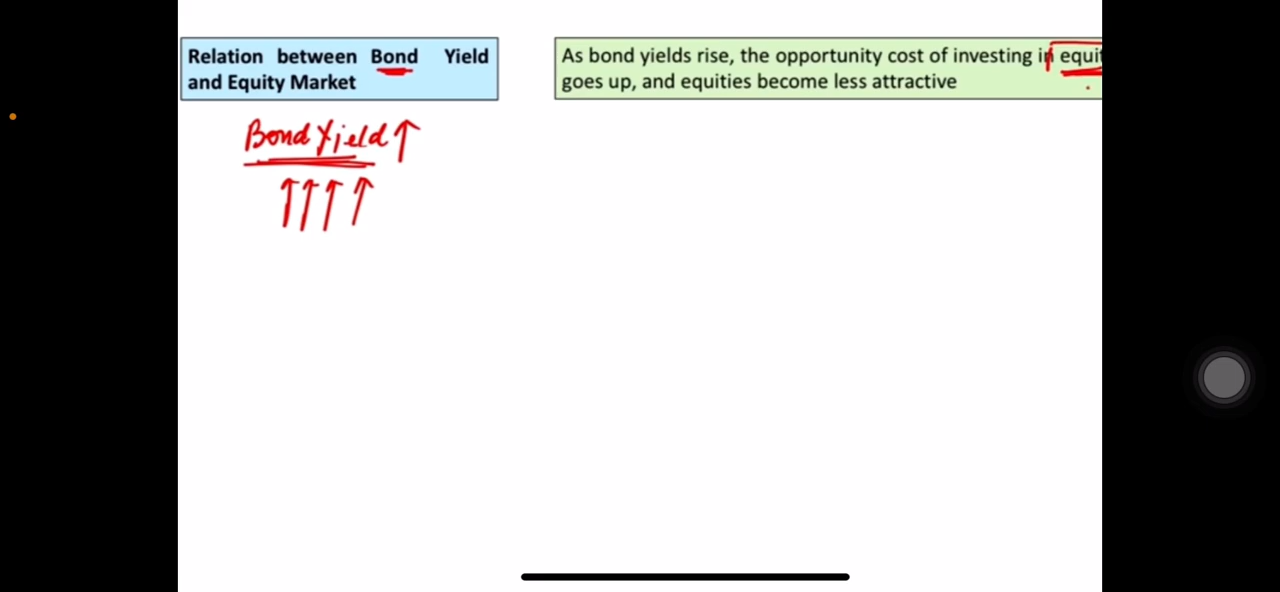 Relation between Bond Yield
and Equity Market
As bond yields rise, the opportunity cost of investing in equit
goes up, and equities become less attractive
Bond Yield ↑
↑↑↑↑